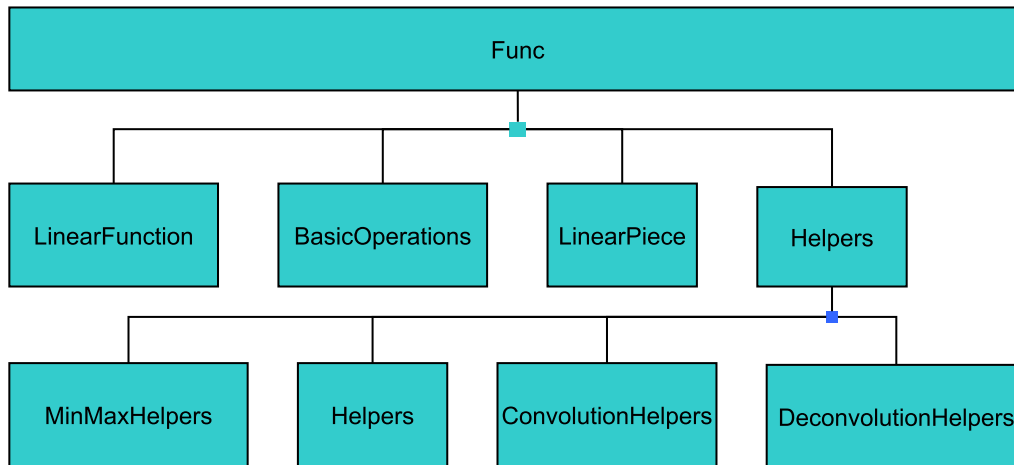 Func
LinearFunction
BasicOperations
LinearPiece
Helpers
MinMaxHelpers
Helpers
ConvolutionHelpers
DeconvolutionHelpers